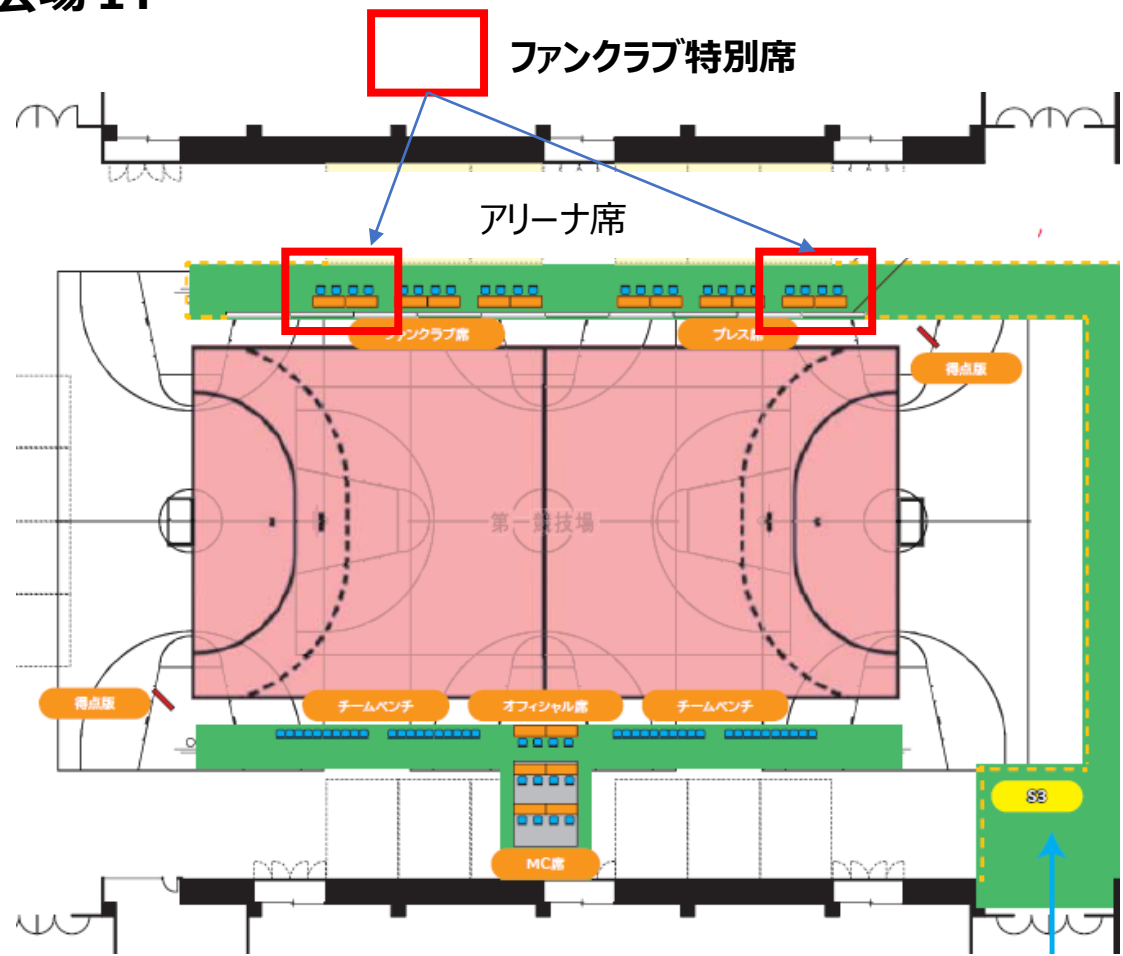 ファンクラブ特別席
アリーナ席
ファンクラブ席
プレス席
得点版
第一競技場
得点版
チームベンチ
オフィシャル席
チームベンチ
S3
MC席